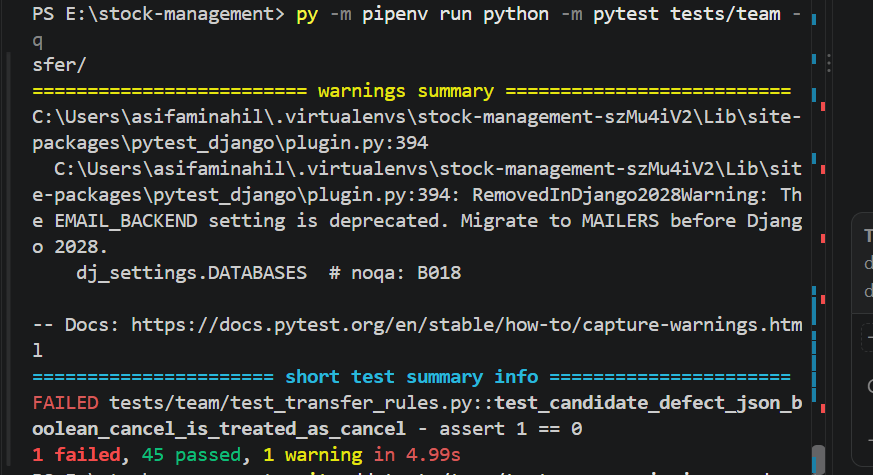 PS E:\stock-management> py -m pipenv run python -m pytest tests/team -
q
sfer/
========================== warnings summary ===========================
C:\Users\asifaminahil\.virtualenvs\stock-management-szMu4iV2\Lib\site-
packages\pytest_django\plugin.py:394
  C:\Users\asifaminahil\.virtualenvs\stock-management-szMu4iV2\Lib\sit
e-packages\pytest_django\plugin.py:394: RemovedInDjango2028Warning: Th
e EMAIL_BACKEND setting is deprecated. Migrate to MAILERS before Djang
o 2028.
    dj_settings.DATABASES  # noqa: B018

-- Docs: https://docs.pytest.org/en/stable/how-to/capture-warnings.htm
l
======================= short test summary info =======================
FAILED tests/team/test_transfer_rules.py::test_candidate_defect_json_b
oolean_cancel_is_treated_as_cancel - assert 1 == 0
1 failed, 45 passed, 1 warning in 4.99s